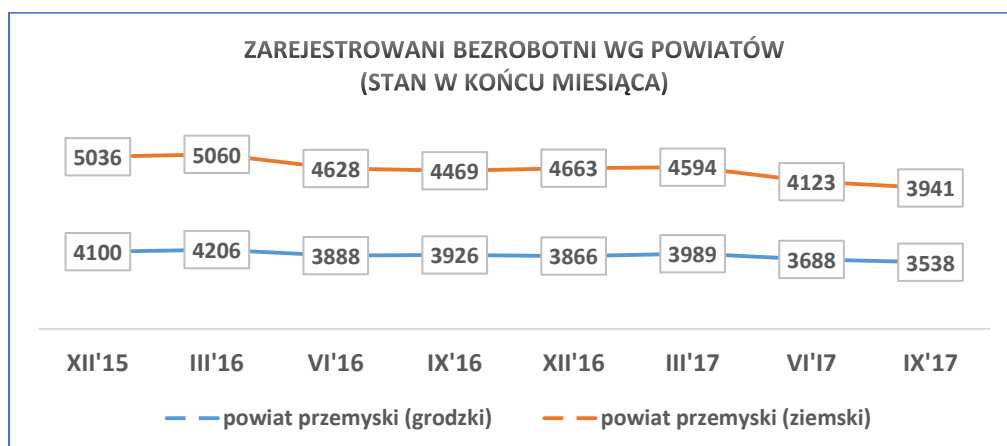 ZAREJESTROWANI BEZROBOTNI WG POWIATÓW
(STAN W KOŃCU MIESIĄCA)
5036 5060 4628 4469 4663 4594 4123 3941
4100 4206 3888 3926 3866 3989 3688 3538
XII'15 III'16 VI'16 IX'16 XII'16 III'17 VI'I7 IX'17
powiat przemyski (grodzki) powiat przemyski (ziemski)